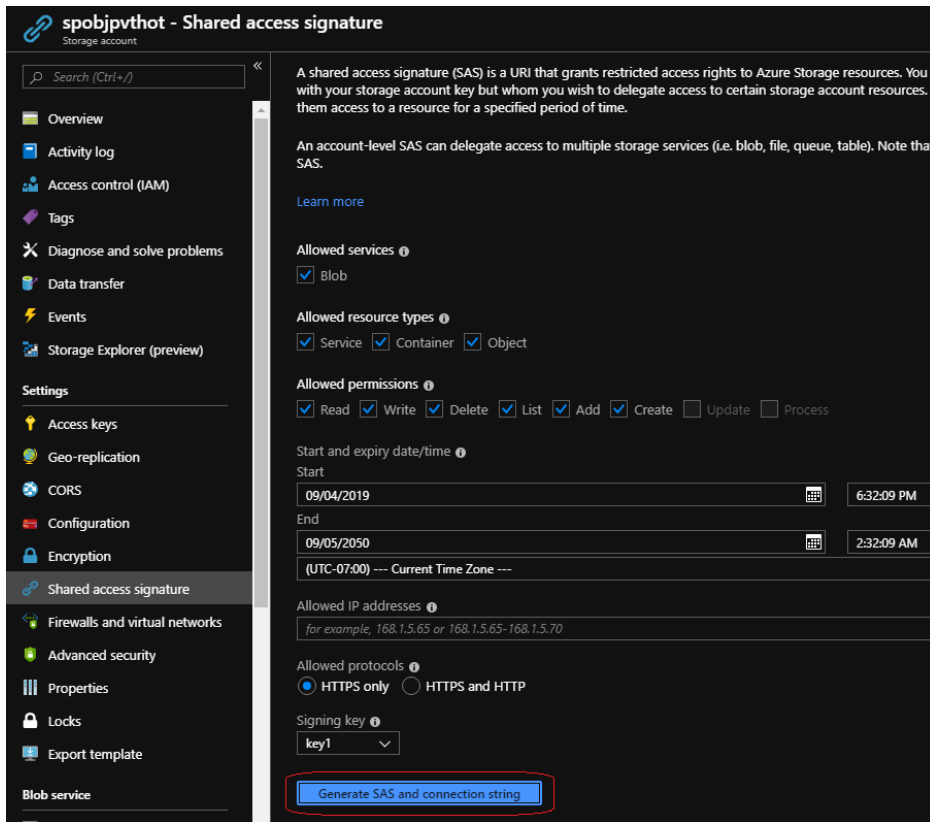 spobjpvthot - Shared access signature
Storage account
Search (Ctrl+/)
«
Overview
Activity log
Access control (IAM)
Tags
Diagnose and solve problems
Data transfer
Events
Storage Explorer (preview)
Settings
Access keys
Geo-replication
CORS
Configuration
Encryption
Shared access signature
Firewalls and virtual networks
Advanced security
Properties
Locks
Export template
Blob service
A shared access signature (SAS) is a URI that grants restricted access rights to Azure Storage resources. You
with your storage account key but whom you wish to delegate access to certain storage account resources.
them access to a resource for a specified period of time.
An account-level SAS can delegate access to multiple storage services (i.e. blob, file, queue, table). Note tha
SAS.
Learn more
Allowed services
Blob
Allowed resource types
Service Container Object
Allowed permissions
Read Write Delete List Add Create Update Process
Start and expiry date/time
Start
09/04/2019 6:32:09 PM
End
09/05/2050 2:32:09 AM
(UTC-07:00) --- Current Time Zone ---
Allowed IP addresses
for example, 168.1.5.65 or 168.1.5.65-168.1.5.70
Allowed protocols
HTTPS only HTTPS and HTTP
Signing key
key1
Generate SAS and connection string